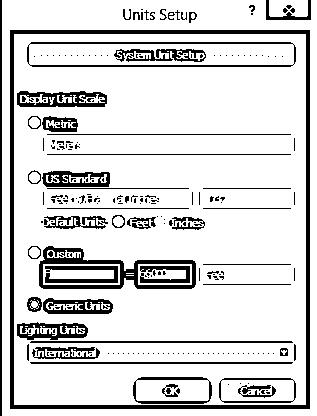 Units Setup ?
System Unit Setup
Display Unit Scale
Metric
Meters
US Standard
Default Units: Feet Inches
Custom
=
Generic Units
Lighting Units
International
OK Cancel